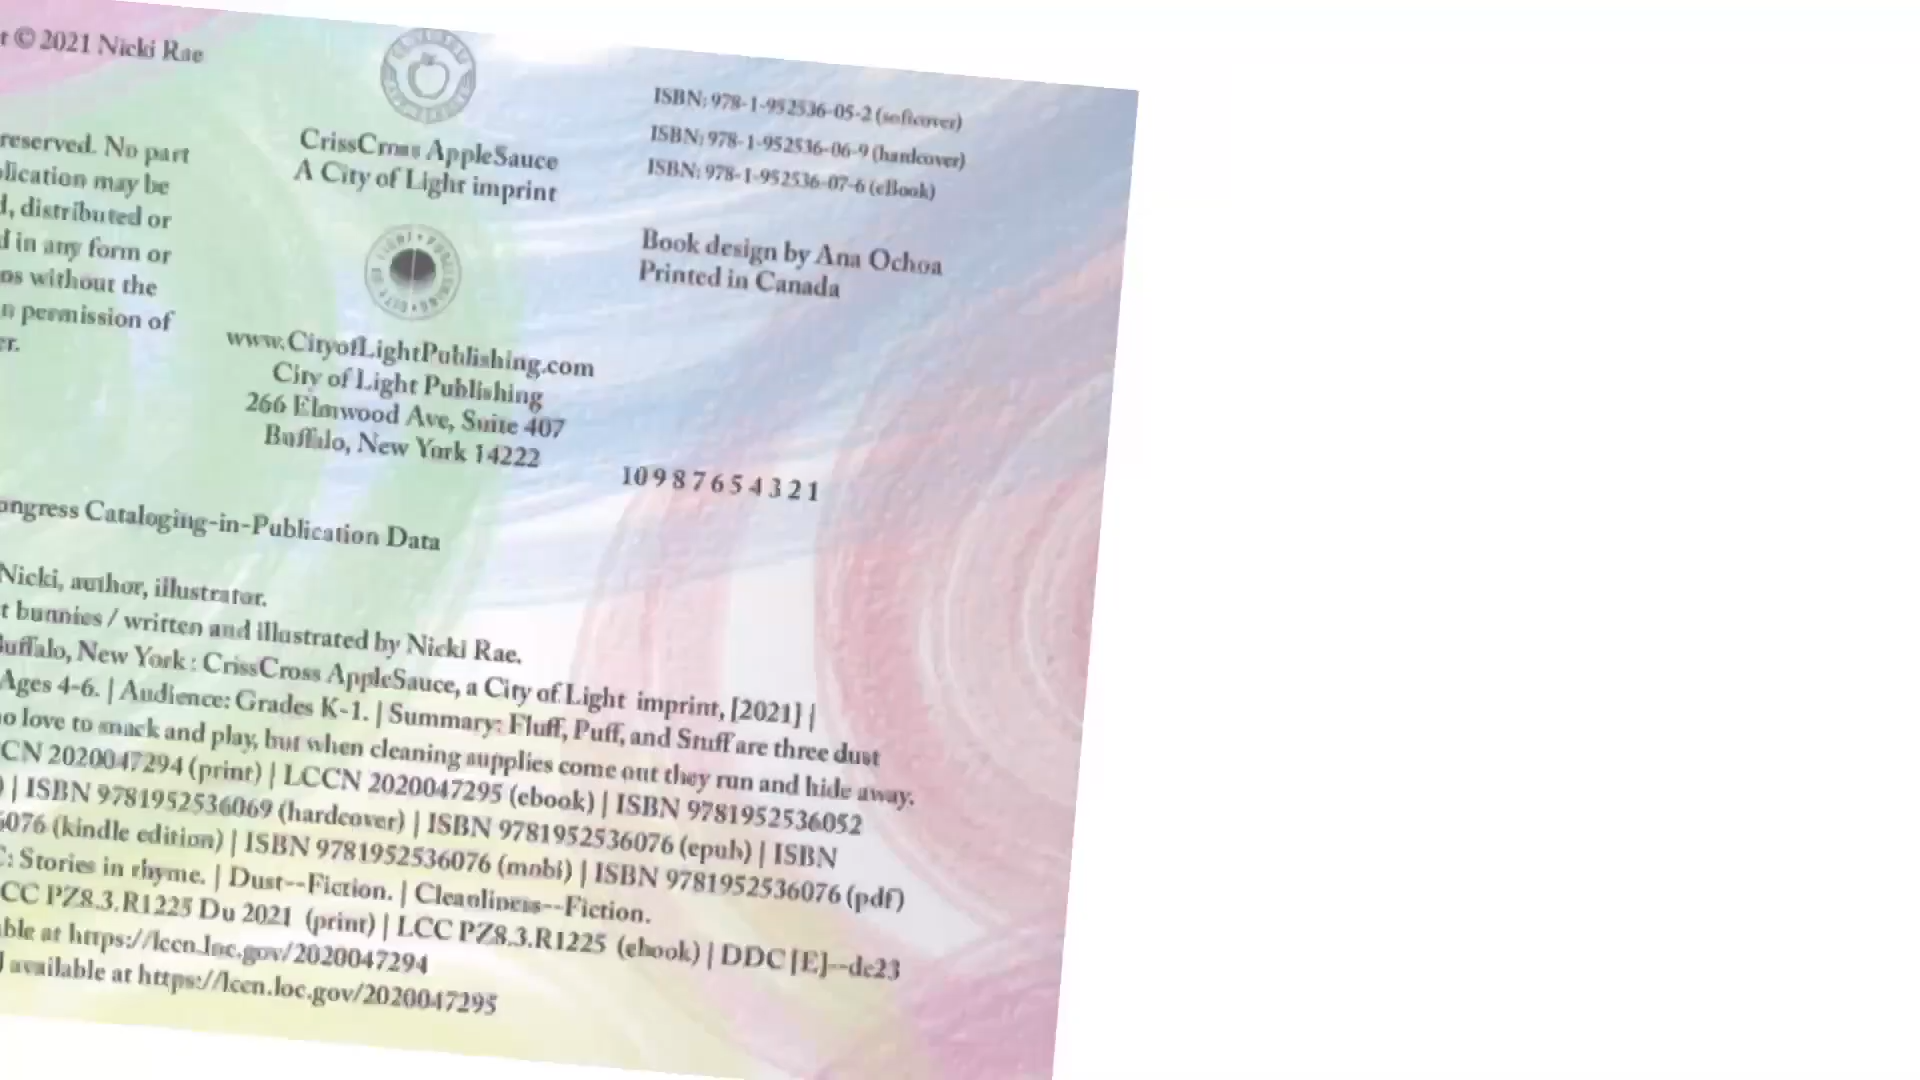 t © 2021 Nicki Rae
reserved. No part
lication may be
d, distributed or
d in any form or
ns without the
n permission of
er.
CrissCross AppleSauce
A City of Light imprint
www.CityofLightPublishing.com
City of Light Publishing
266 Elmwood Ave, Suite 407
Buffalo, New York 14222
ISBN: 978-1-952536-05-2 (softcover)
ISBN: 978-1-952536-06-9 (hardcover)
ISBN: 978-1-952536-07-6 (eBook)
Book design by Ana Ochoa
Printed in Canada
10 9 8 7 6 5 4 3 2 1
ongress Cataloging-in-Publication Data
Nicki, author, illustrator.
t bunnies / written and illustrated by Nicki Rae.
Buffalo, New York : CrissCross AppleSauce, a City of Light imprint, [2021] |
Ages 4-6. | Audience: Grades K-1. | Summary: Fluff, Puff, and Stuff are three dust
o love to snack and play, but when cleaning supplies come out they run and hide away.
CN 2020047294 (print) | LCCN 2020047295 (ebook) | ISBN 9781952536052
) | ISBN 9781952536069 (hardcover) | ISBN 9781952536076 (epub) | ISBN
6076 (kindle edition) | ISBN 9781952536076 (mobi) | ISBN 9781952536076 (pdf)
C: Stories in rhyme. | Dust--Fiction. | Cleanliness--Fiction.
CC PZ8.3.R1225 Du 2021 (print) | LCC PZ8.3.R1225 (ebook) | DDC [E]--dc23
ble at https://lccn.loc.gov/2020047294
available at https://lccn.loc.gov/2020047295